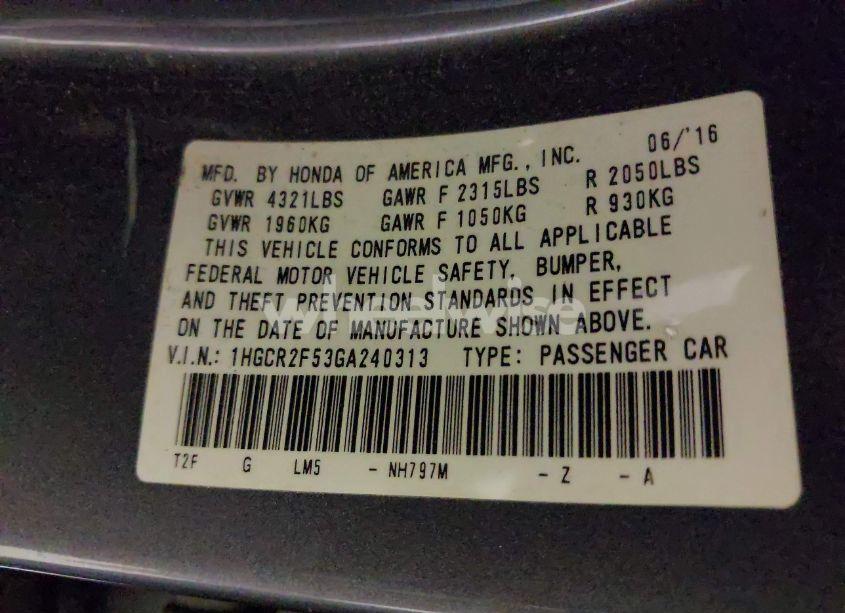 MFD. BY HONDA OF AMERICA MFG., INC. 06/'16
GVWR 4321LBS GAWR F 2315LBS R 2050LBS
GVWR 1960KG GAWR F 1050KG R 930KG
THIS VEHICLE CONFORMS TO ALL APPLICABLE
FEDERAL MOTOR VEHICLE SAFETY, BUMPER,
AND THEFT PREVENTION STANDARDS IN EFFECT
ON THE DATE OF MANUFACTURE SHOWN ABOVE.
V.I.N.: 1HGCR2F53GA240313 TYPE: PASSENGER CAR
T2F G LM5 - NH797M - Z - A
wheelwise